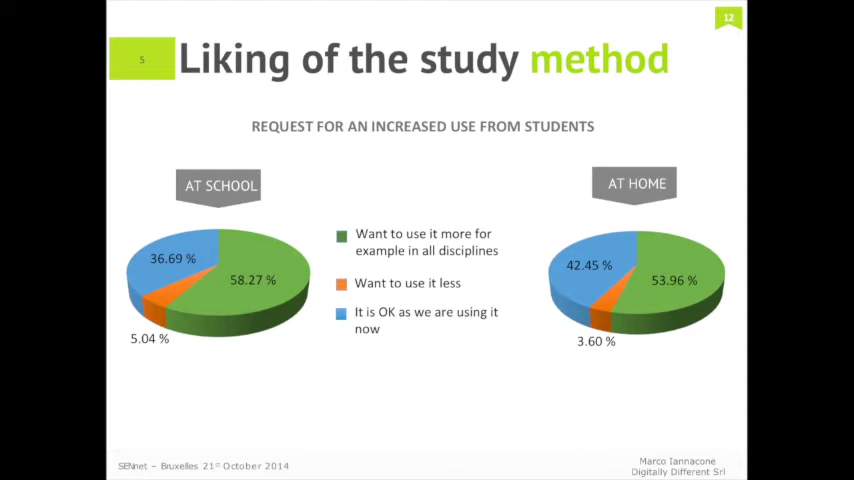 12
5
Liking of the study method
REQUEST FOR AN INCREASED USE FROM STUDENTS
AT SCHOOL
AT HOME
36.69 %
58.27 %
5.04 %
Want to use it more for
example in all disciplines
Want to use it less
It is OK as we are using it
now
42.45 %
53.96 %
3.60 %
SENnet – Bruxelles 21st October 2014
Marco Iannacone
Digitally Different Srl